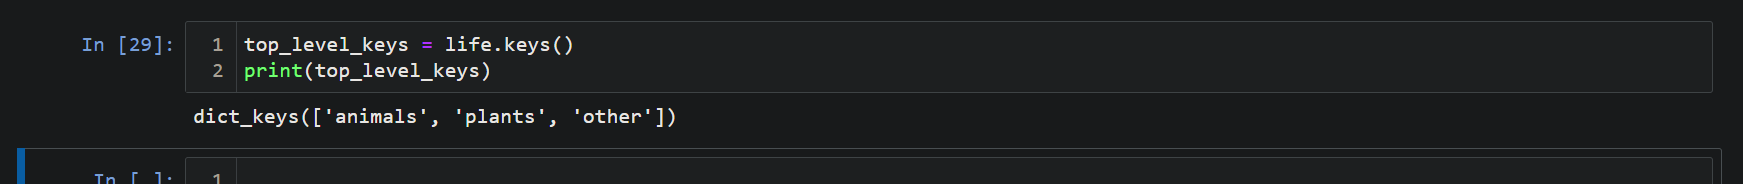 In [29]:
1 top_level_keys = life.keys()
2 print(top_level_keys)
dict_keys(['animals', 'plants', 'other'])
In [ ]:
1